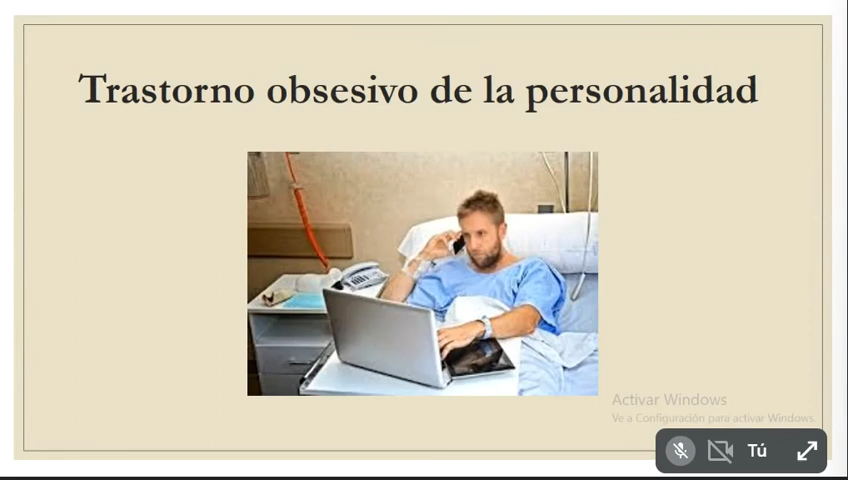 Trastorno obsesivo de la personalidad
Activar Windows
Ve a Configuración para activar Windows.
Tú